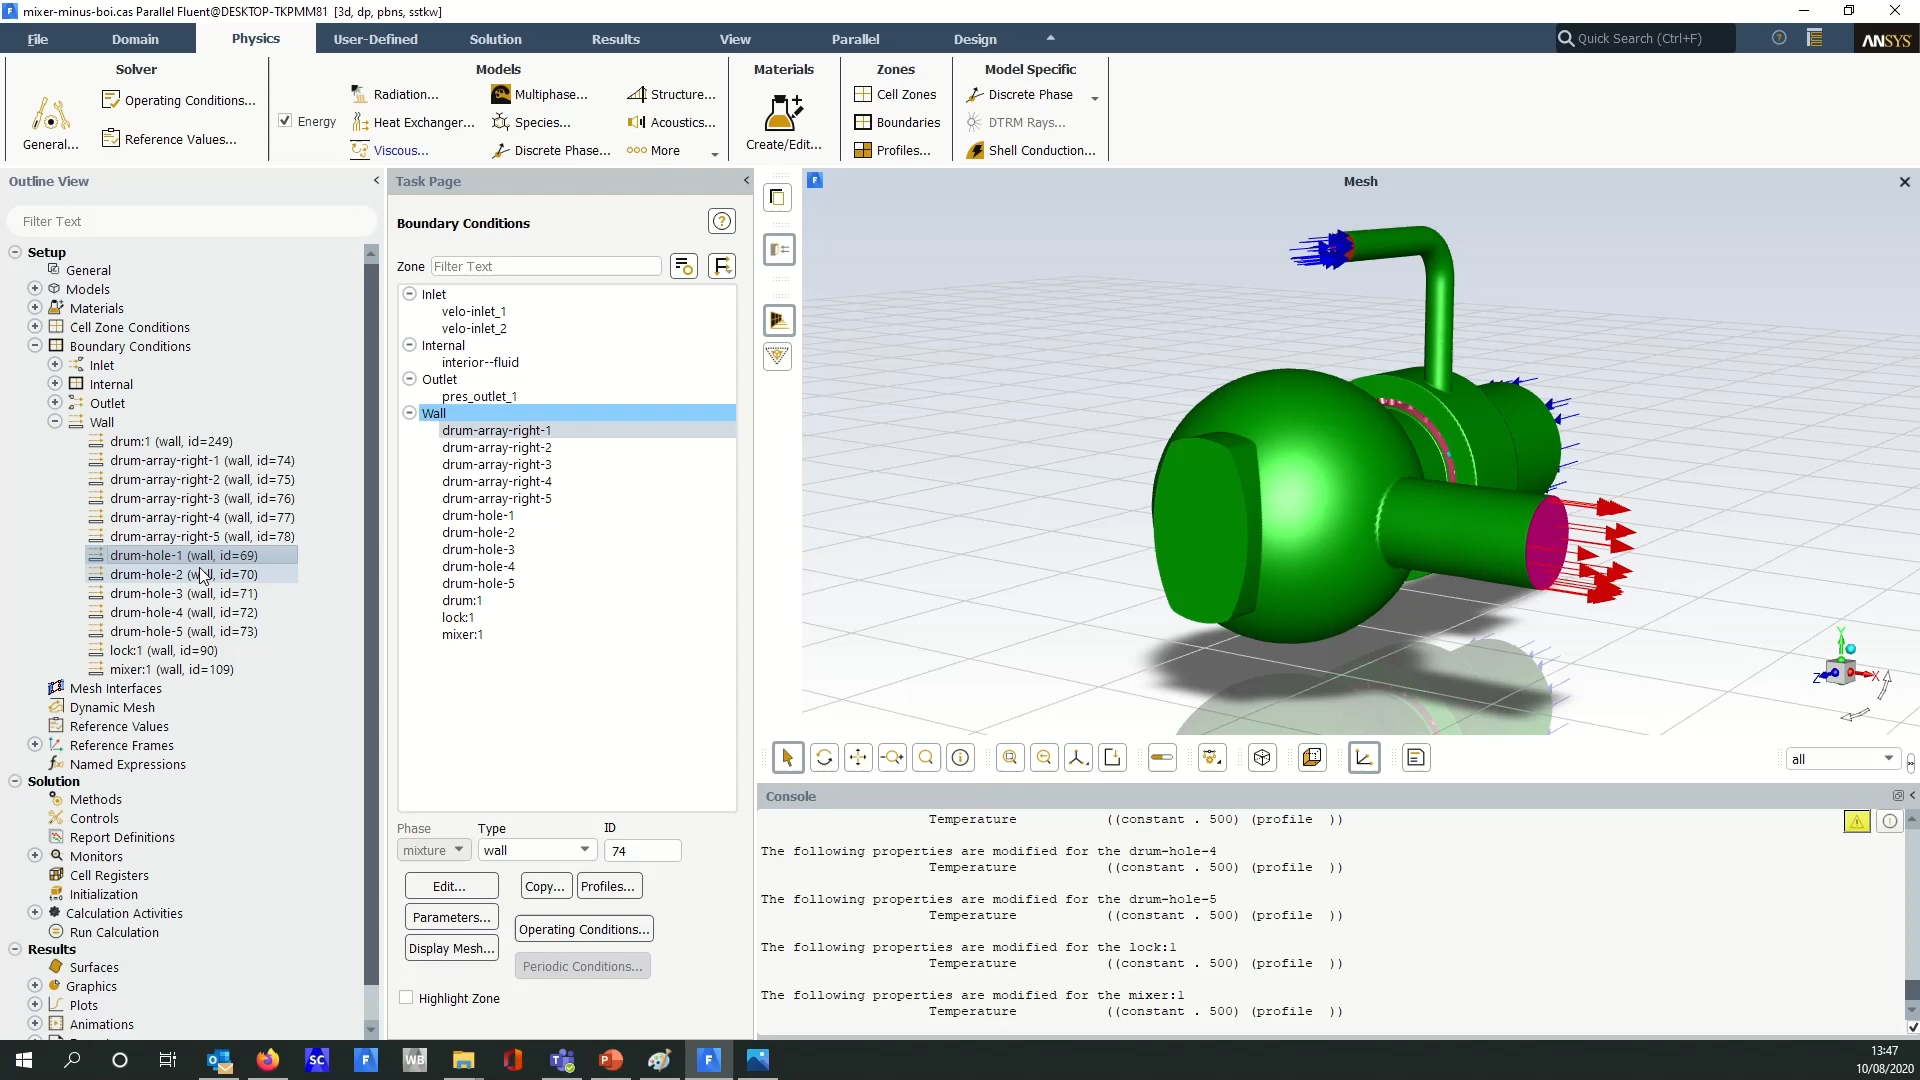 mixer-minus-boi.cas Parallel Fluent@DESKTOP-TKPMM81 [3d, dp, pbns, sstkw]
File Domain Physics User-Defined Solution Results View Parallel Design Quick Search (Ctrl+F) ANSYS
Solver Models Materials Zones Model Specific
Operating Conditions... Radiation... Multiphase... Structure... Cell Zones Discrete Phase
Energy Heat Exchanger... Species... Acoustics... Boundaries DTRM Rays...
General... Reference Values... Viscous... Discrete Phase... More Create/Edit... Profiles... Shell Conduction...
Outline View
Filter Text
Setup
General
Models
Materials
Cell Zone Conditions
Boundary Conditions
Inlet
Internal
Outlet
Wall
drum:1 (wall, id=249)
drum-array-right-1 (wall, id=74)
drum-array-right-2 (wall, id=75)
drum-array-right-3 (wall, id=76)
drum-array-right-4 (wall, id=77)
drum-array-right-5 (wall, id=78)
drum-hole-1 (wall, id=69)
drum-hole-2 (wall, id=70)
drum-hole-3 (wall, id=71)
drum-hole-4 (wall, id=72)
drum-hole-5 (wall, id=73)
lock:1 (wall, id=90)
mixer:1 (wall, id=109)
Mesh Interfaces
Dynamic Mesh
Reference Values
Reference Frames
Named Expressions
Solution
Methods
Controls
Report Definitions
Monitors
Cell Registers
Initialization
Calculation Activities
Run Calculation
Results
Surfaces
Graphics
Plots
Animations
Task Page
Boundary Conditions
Zone Filter Text
Inlet
velo-inlet_1
velo-inlet_2
Internal
interior--fluid
Outlet
pres_outlet_1
Wall
drum-array-right-1
drum-array-right-2
drum-array-right-3
drum-array-right-4
drum-array-right-5
drum-hole-1
drum-hole-2
drum-hole-3
drum-hole-4
drum-hole-5
drum:1
lock:1
mixer:1
Phase Type ID
mixture wall 74
Edit... Copy... Profiles...
Parameters... Operating Conditions...
Display Mesh... Periodic Conditions...
Highlight Zone
Mesh
Y
Z X
all
Console
Temperature ((constant . 500) (profile ))
The following properties are modified for the drum-hole-4
Temperature ((constant . 500) (profile ))
The following properties are modified for the drum-hole-5
Temperature ((constant . 500) (profile ))
The following properties are modified for the lock:1
Temperature ((constant . 500) (profile ))
The following properties are modified for the mixer:1
Temperature ((constant . 500) (profile ))
SC F WB T P F
13:47
10/08/2020